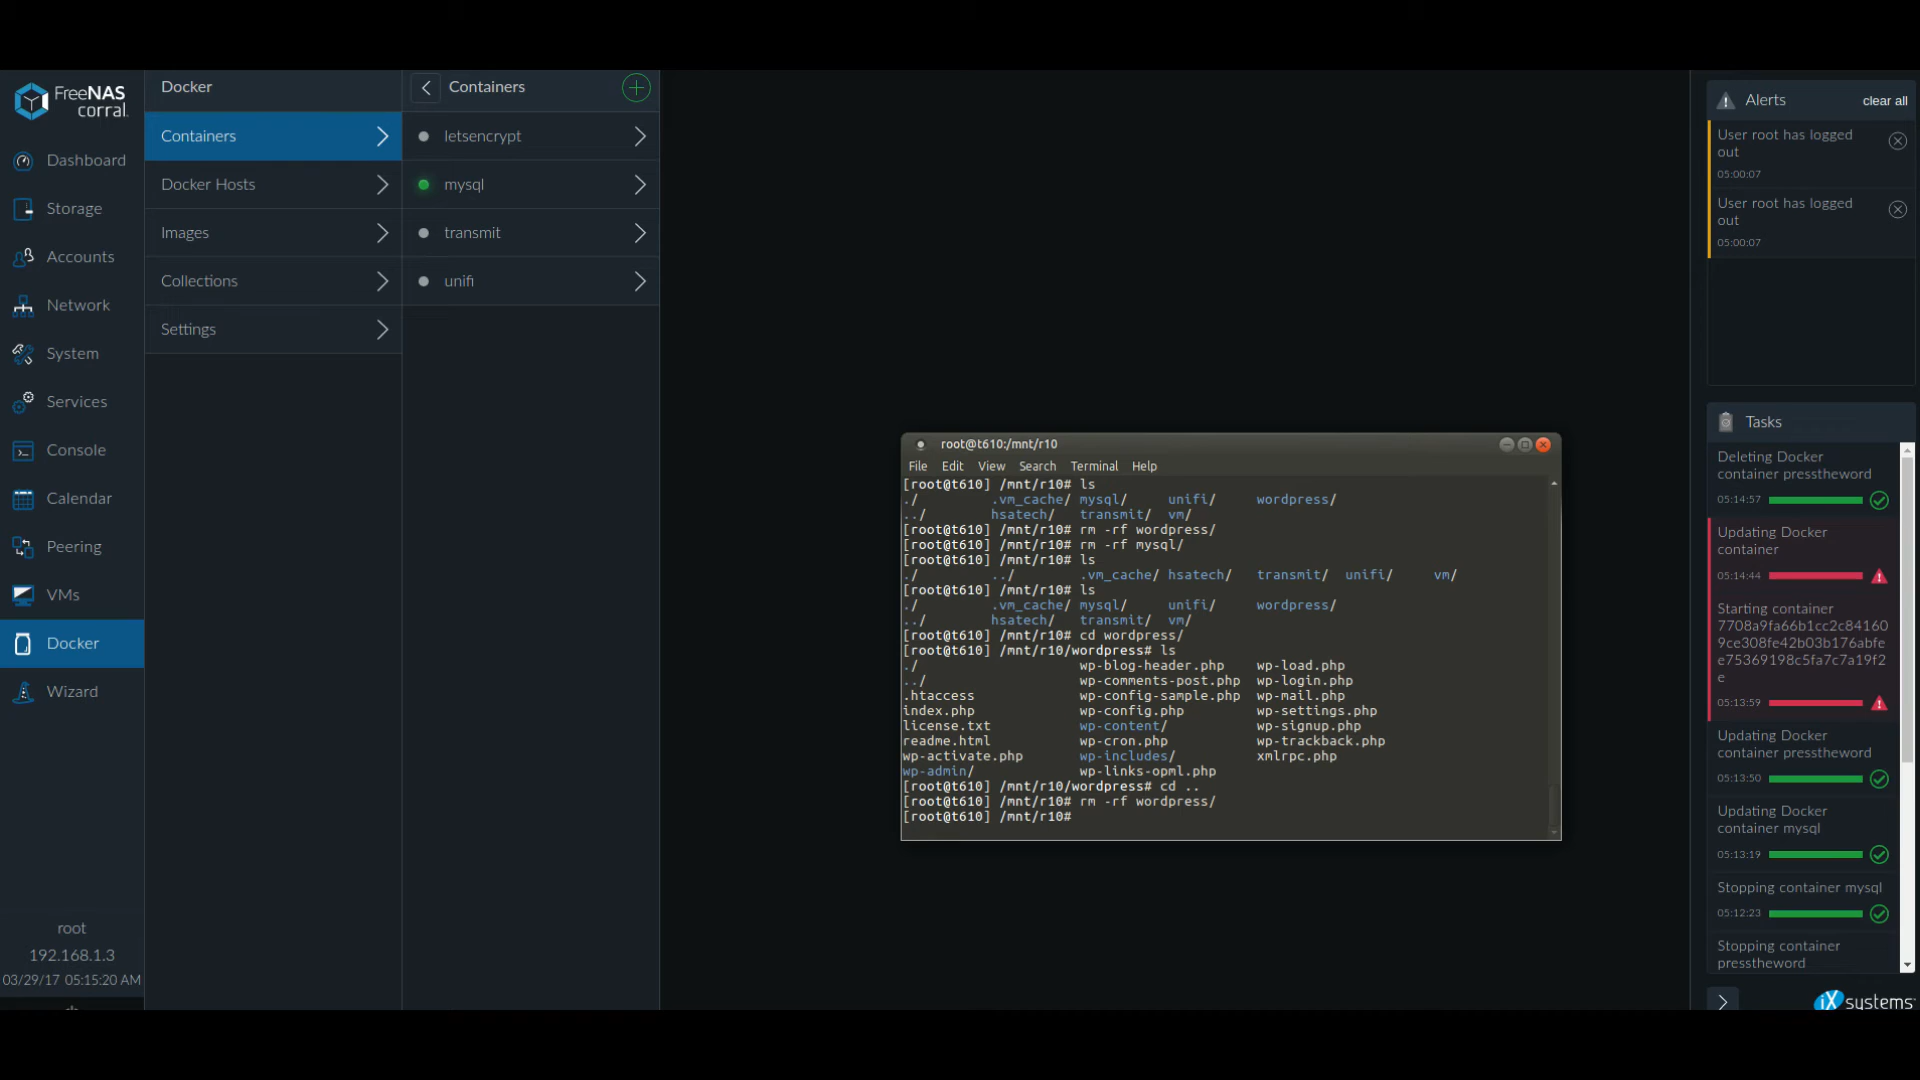 FreeNAS
corral.
Dashboard
Storage
Accounts
Network
System
Services
Console
Calendar
Peering
VMs
Docker
Wizard
root
192.168.1.3
03/29/17 05:15:20 AM
Docker
Containers
Docker Hosts
Images
Collections
Settings
Containers
letsencrypt
mysql
transmit
unifi
root@t610:/mnt/r10
File Edit View Search Terminal Help
[root@t610] /mnt/r10# ls
./ .vm_cache/ mysql/ unifi/ wordpress/
../ hsatech/ transmit/ vm/
[root@t610] /mnt/r10# rm -rf wordpress/
[root@t610] /mnt/r10# rm -rf mysql/
[root@t610] /mnt/r10# ls
./ ../ .vm_cache/ hsatech/ transmit/ unifi/ vm/
[root@t610] /mnt/r10# ls
./ .vm_cache/ mysql/ unifi/ wordpress/
../ hsatech/ transmit/ vm/
[root@t610] /mnt/r10# cd wordpress/
[root@t610] /mnt/r10/wordpress# ls
./ wp-blog-header.php wp-load.php
../ wp-comments-post.php wp-login.php
.htaccess wp-config-sample.php wp-mail.php
index.php wp-config.php wp-settings.php
license.txt wp-content/ wp-signup.php
readme.html wp-cron.php wp-trackback.php
wp-activate.php wp-includes/ xmlrpc.php
wp-admin/ wp-links-opml.php
[root@t610] /mnt/r10/wordpress# cd ..
[root@t610] /mnt/r10# rm -rf wordpress/
[root@t610] /mnt/r10#
Alerts clear all
User root has logged
out
05:00:07
User root has logged
out
05:00:07
Tasks
Deleting Docker
container presstheword
05:14:57
Updating Docker
container
05:14:44
Starting container
7708a9fa66b1cc2c84160
9ce308fe42b03b176abfe
e75369198c5fa7c7a19f2
e
05:13:59
Updating Docker
container presstheword
05:13:50
Updating Docker
container mysql
05:13:19
Stopping container mysql
05:12:23
Stopping container
presstheword
iXsystems